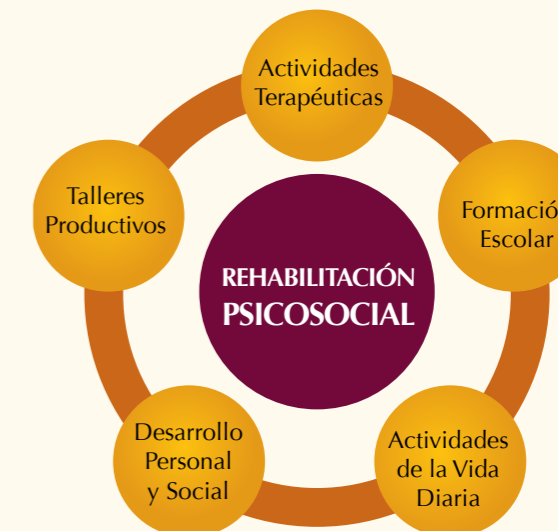 Actividades
Terapéuticas
Talleres
Productivos
Formació
Escolar
REHABILITACIÓN
PSICOSOCIAL
Desarrollo
Personal
y Social
Actividades
de la Vida
Diaria